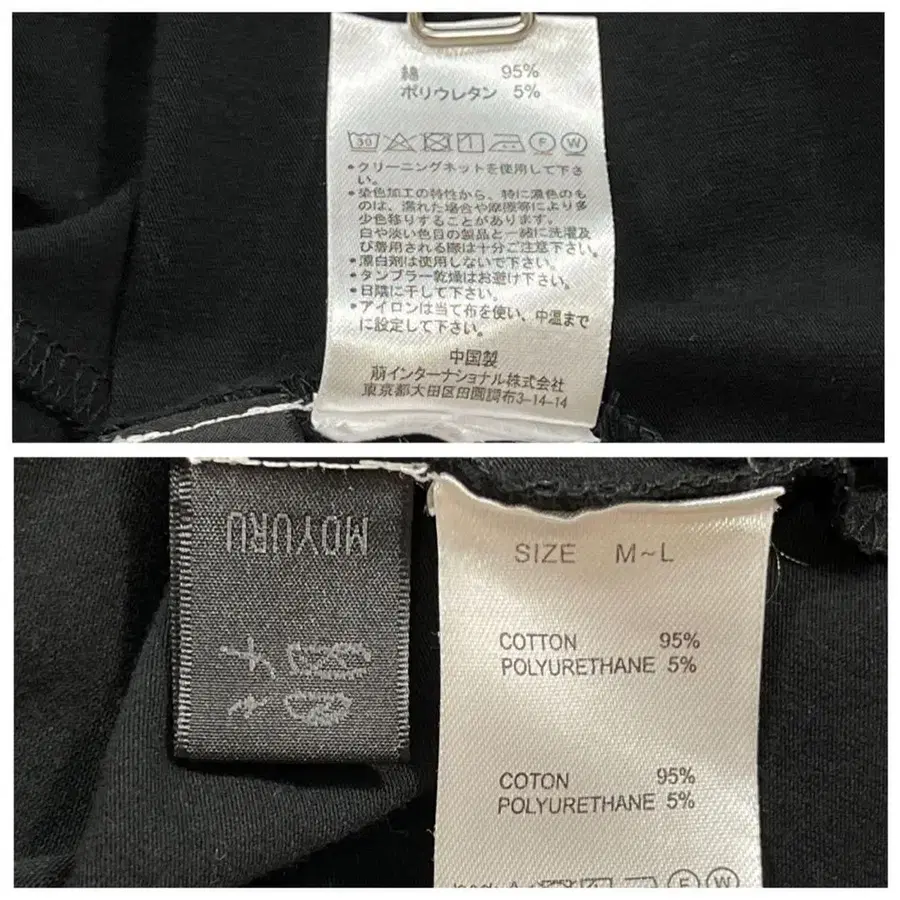 綿 95%
ポリウレタン 5%
30 F W
•クリーニングネットを使用して下さ
い。
•染色加工の特性から、特に濃色のも
のは、濡れた場合や摩擦等により多
少色移りすることがあります。
白や淡い色目の製品と一緒に洗濯及
び着用される際は十分ご注意下さい。
•漂白剤は使用しないで下さい。
•タンブラー乾燥はお避け下さい。
•日陰に干して下さい。
•アイロンは当て布を使い、中温まで
に設定して下さい。
中国製
萠インターナショナル株式会社
東京都大田区田園調布3-14-14
MOYURU
SIZE M~L
COTTON 95%
POLYURETHANE 5%
COTON 95%
POLYURETHANE 5%
F W